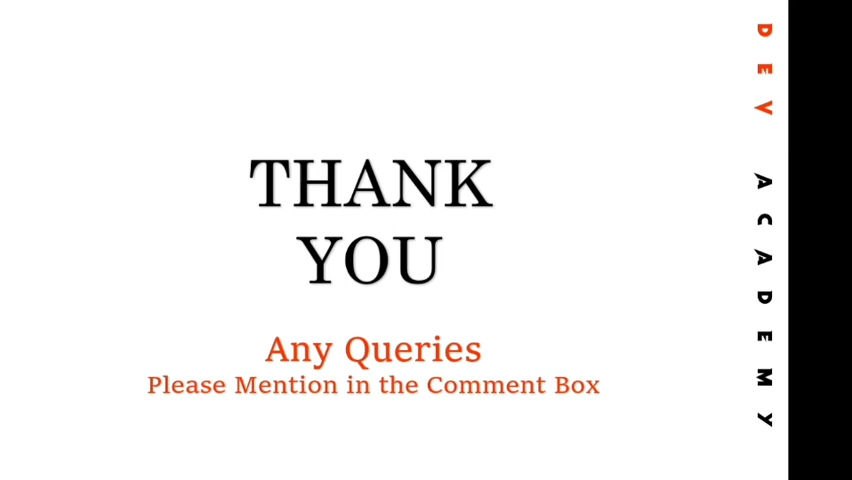 THANK
YOU
Any Queries
Please Mention in the Comment Box
DEV ACADEMY